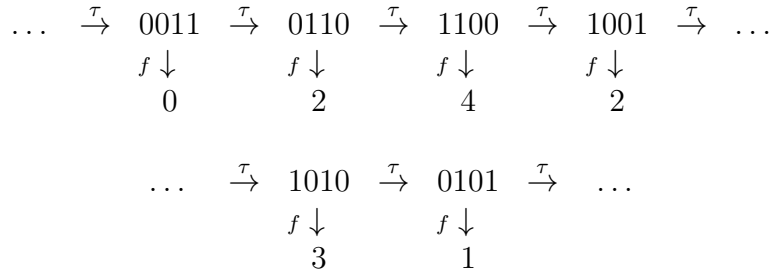 … τ→ 0011 τ→ 0110 τ→ 1100 τ→ 1001 τ→ …
f↓ f↓ f↓ f↓
0 2 4 2
… τ→ 1010 τ→ 0101 τ→ …
f↓ f↓
3 1